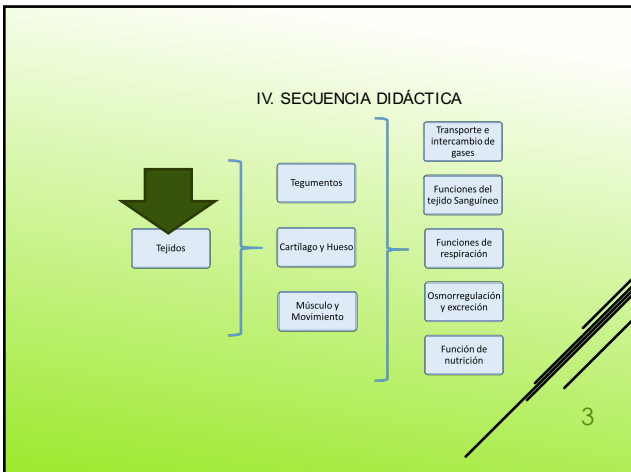 IV. SECUENCIA DIDÁCTICA
Tejidos
Tegumentos
Cartílago y Hueso
Músculo y
Movimiento
Transporte e
intercambio de
gases
Funciones del
tejido Sanguíneo
Funciones de
respiración
Osmorregulación
y excreción
Función de
nutrición
3